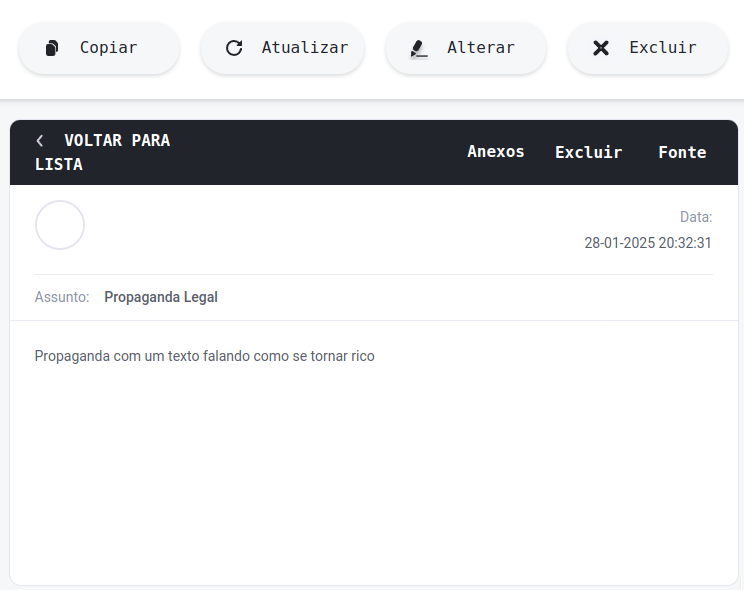 Copiar Atualizar Alterar Excluir
VOLTAR PARA
LISTA
Anexos Excluir Fonte
Data:
28-01-2025 20:32:31
Assunto: Propaganda Legal
Propaganda com um texto falando como se tornar rico